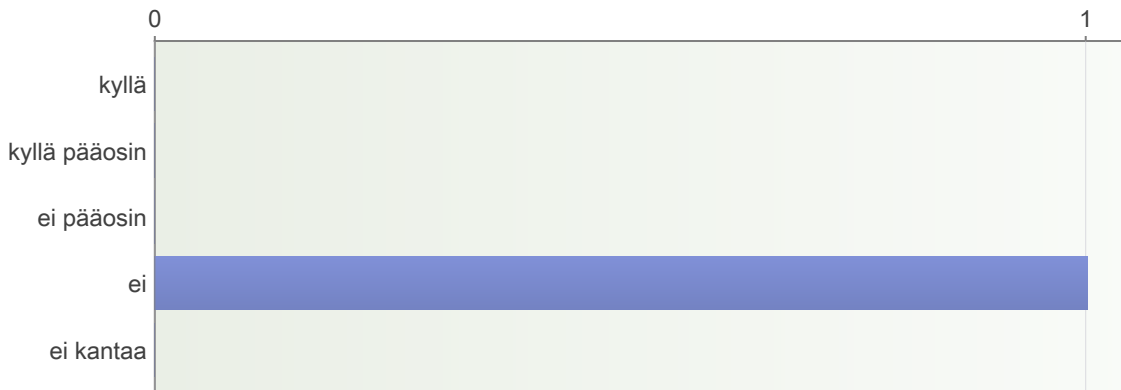 0 1
kyllä
kyllä pääosin
ei pääosin
ei
ei kantaa